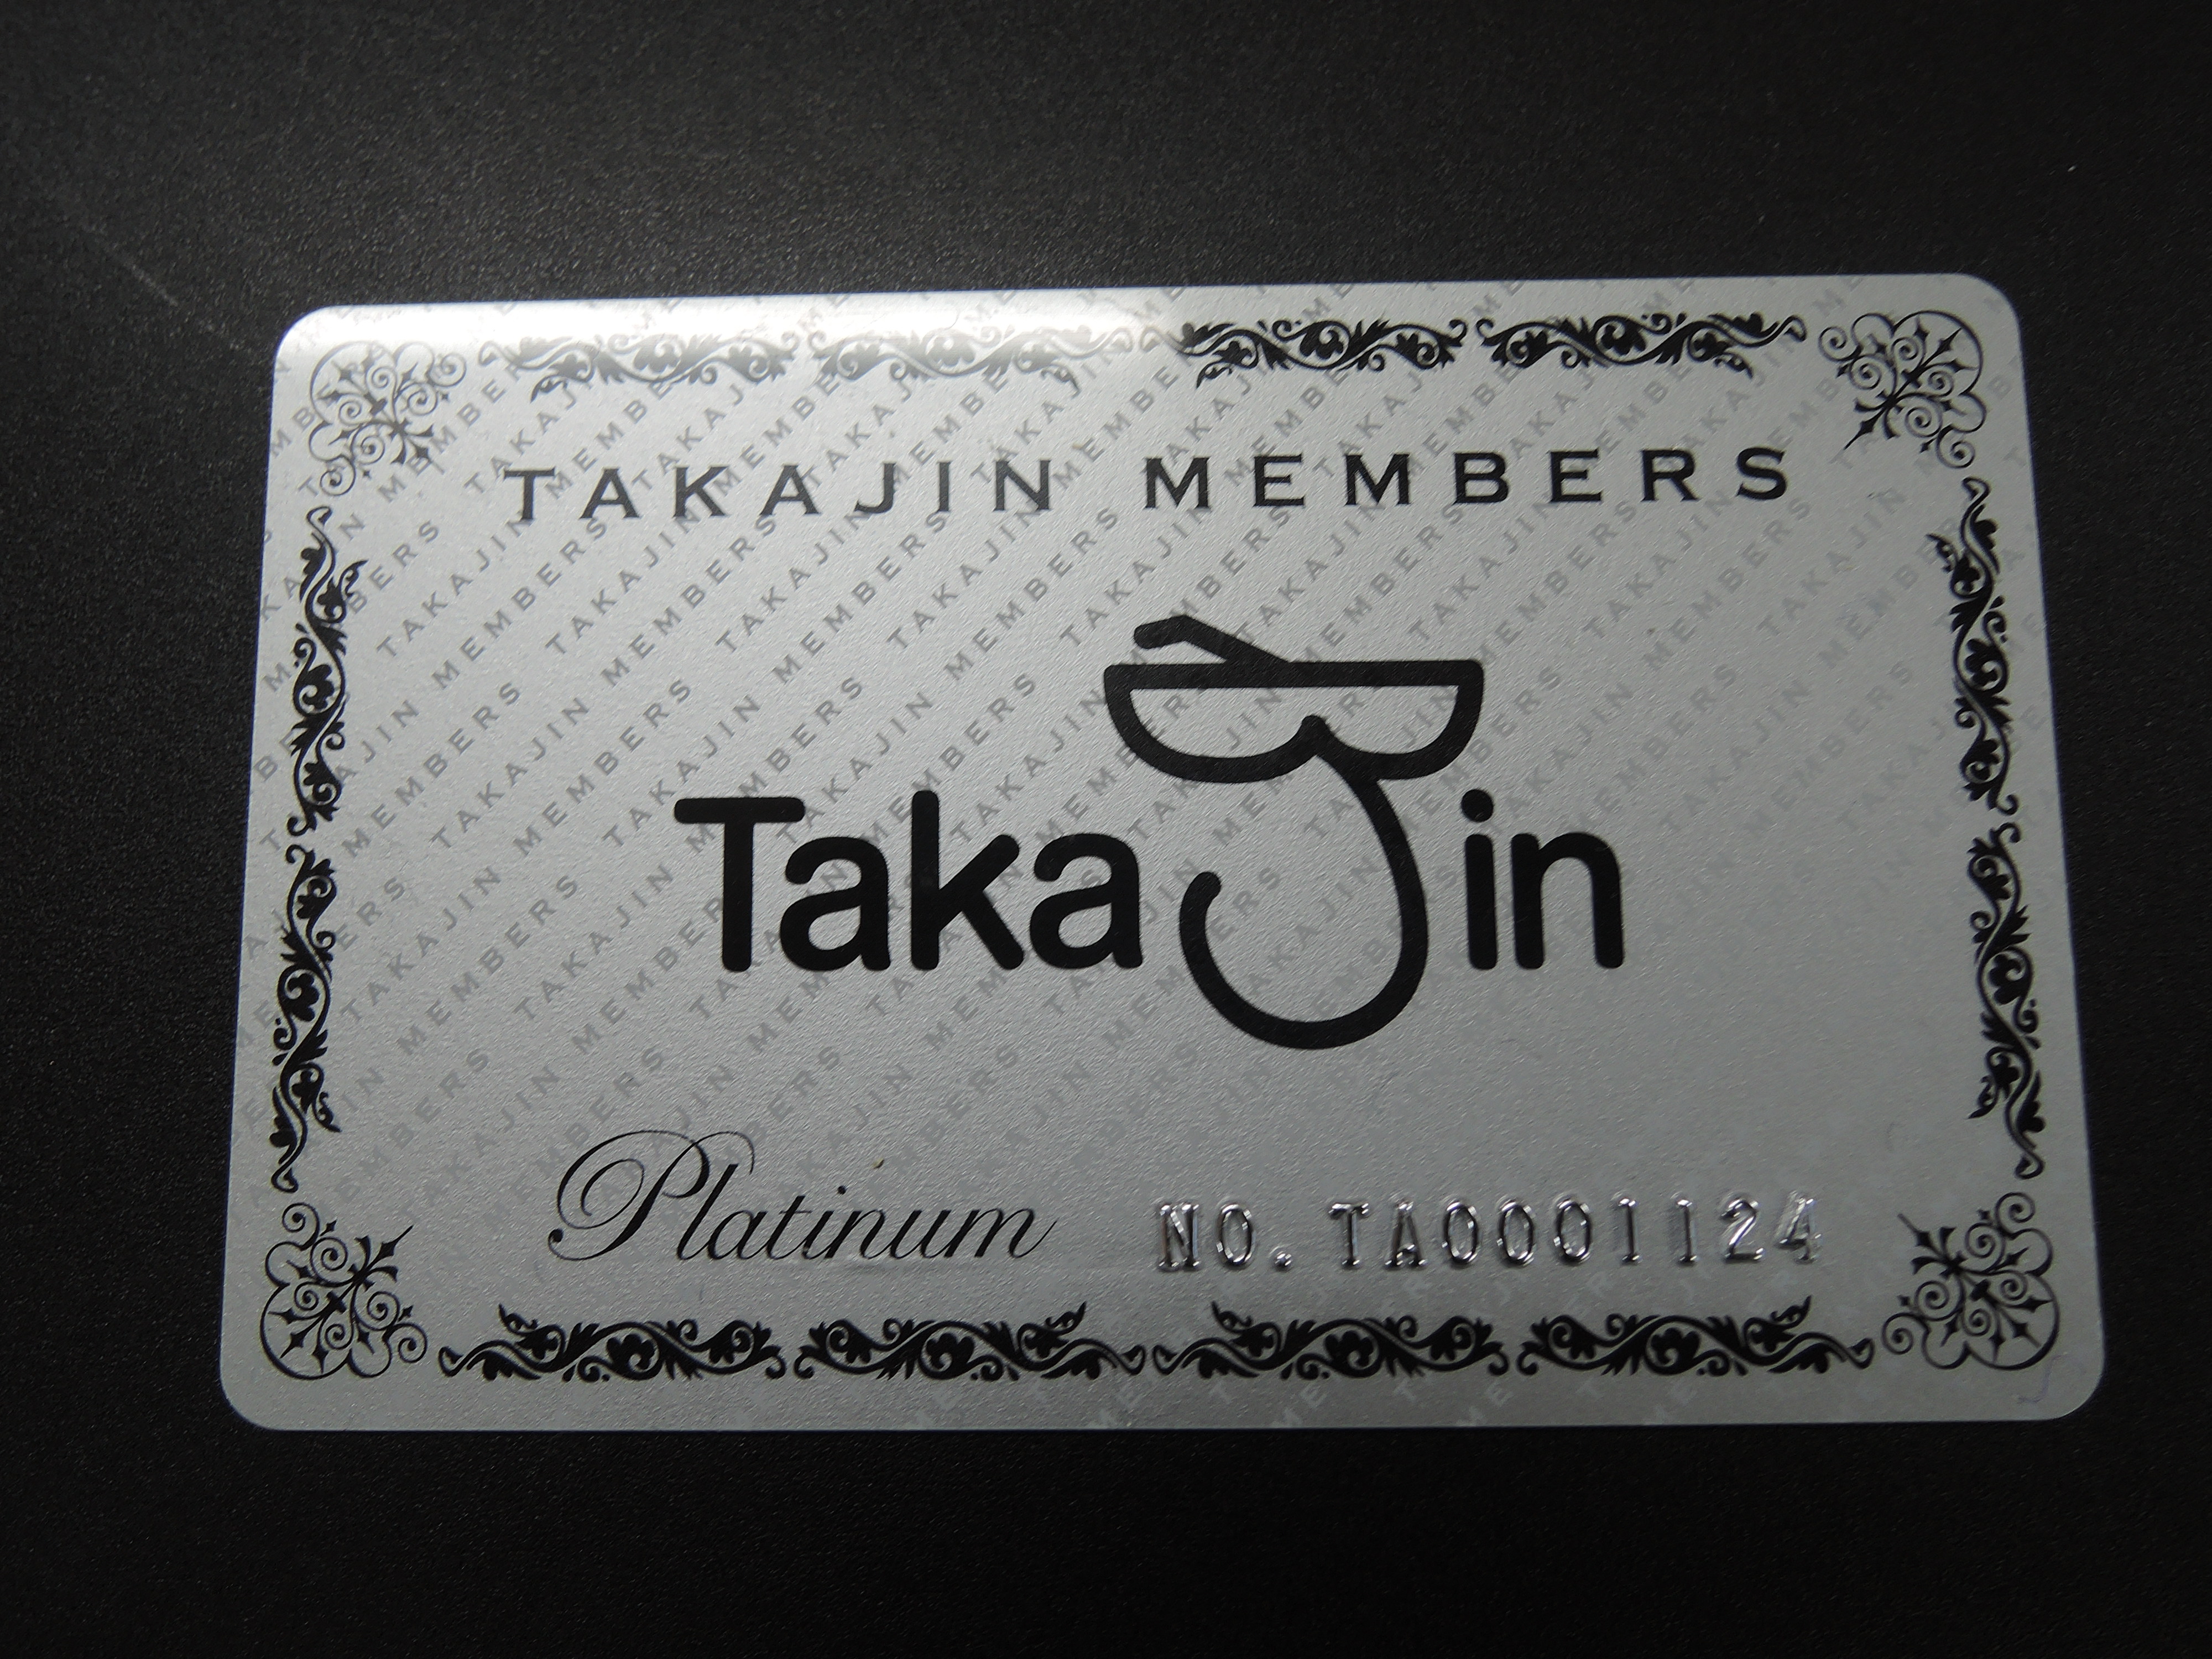 TAKAJIN MEMBERS
TakaJin
Platinum NO.TA0001124